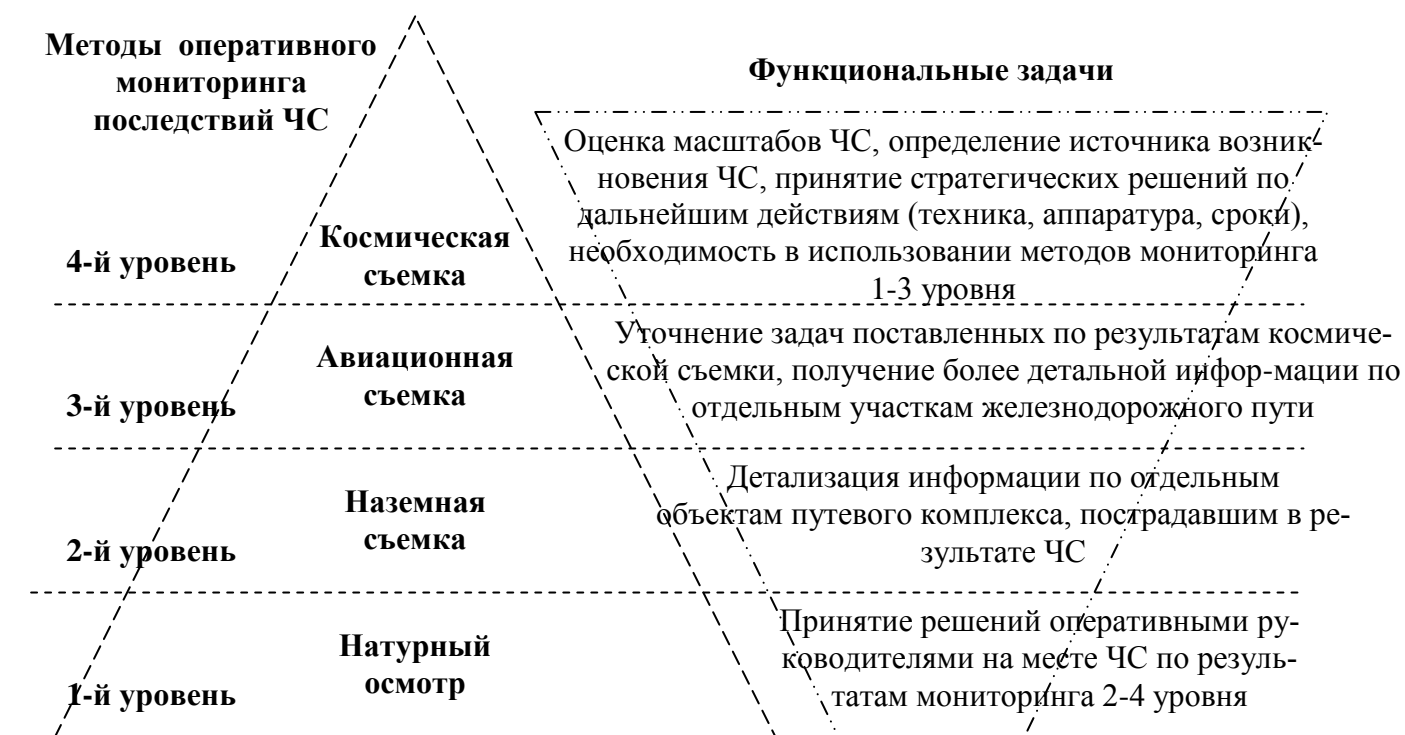 Методы оперативного
мониторинга
последствий ЧС
Функциональные задачи
Оценка масштабов ЧС, определение источника возник-
новения ЧС, принятие стратегических решений по
дальнейшим действиям (техника, аппаратура, сроки),
необходимость в использовании методов мониторинга
1-3 уровня
4-й уровень
Космическая
съемка
Уточнение задач поставленных по результатам космиче-
ской съемки, получение более детальной инфор-мации по
отдельным участкам железнодорожного пути
3-й уровень
Авиационная
съемка
Детализация информации по отдельным
объектам путевого комплекса, пострадавшим в ре-
зультате ЧС
2-й уровень
Наземная
съемка
Принятие решений оперативными ру-
ководителями на месте ЧС по резуль-
татам мониторинга 2-4 уровня
1-й уровень
Натурный
осмотр